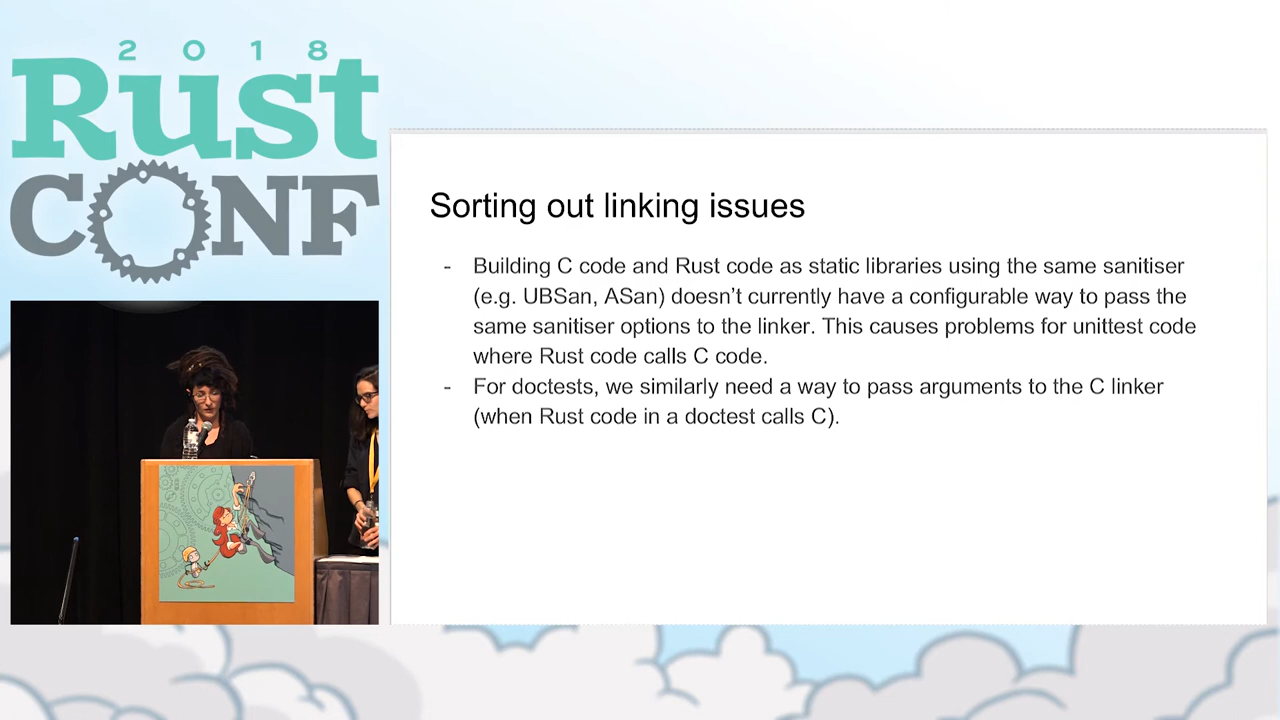 2018
Rust
CONF
Sorting out linking issues
- Building C code and Rust code as static libraries using the same sanitiser
(e.g. UBSan, ASan) doesn’t currently have a configurable way to pass the
same sanitiser options to the linker. This causes problems for unittest code
where Rust code calls C code.
- For doctests, we similarly need a way to pass arguments to the C linker
(when Rust code in a doctest calls C).